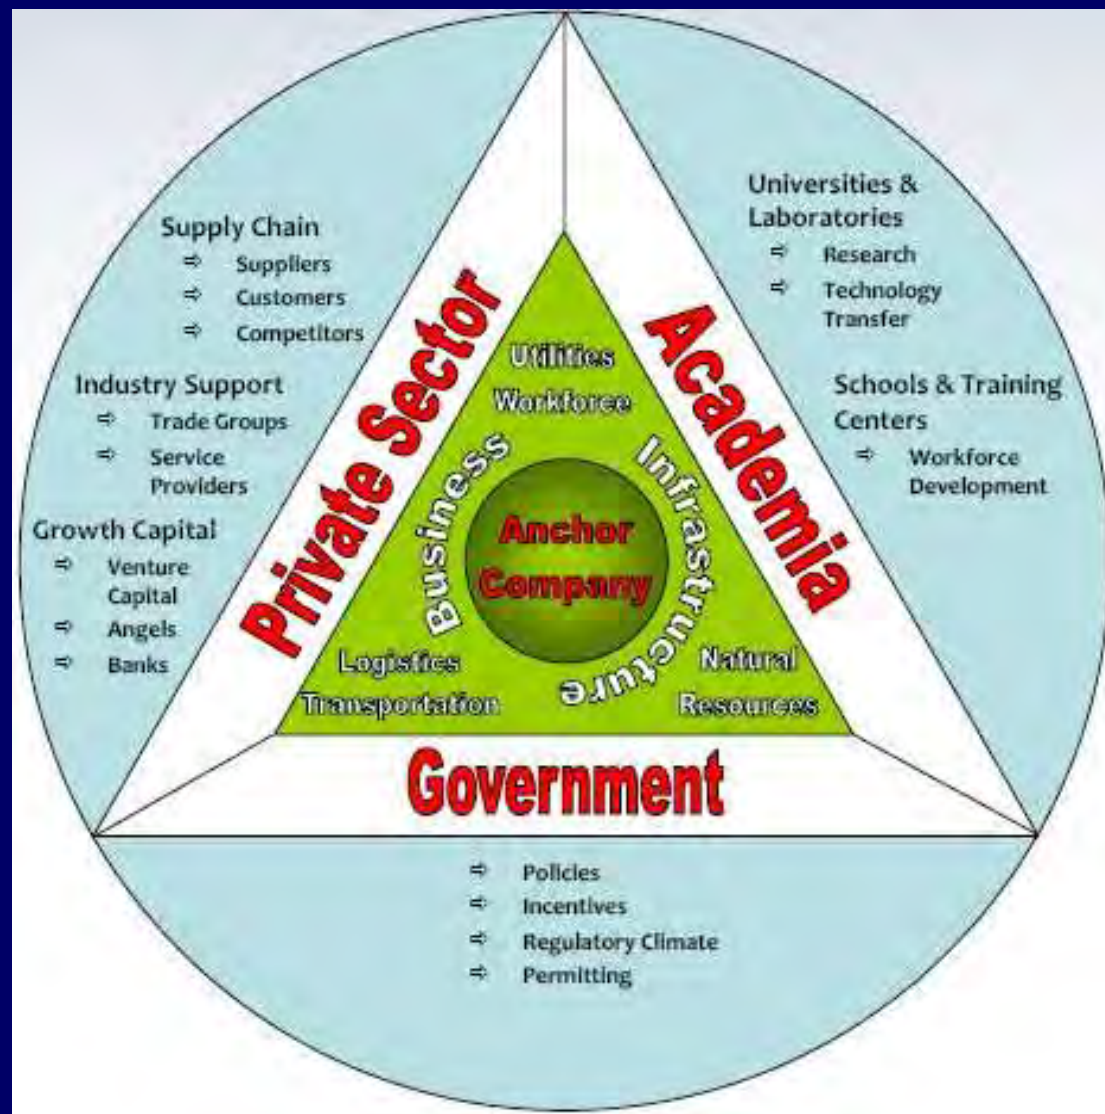 Supply Chain
⇨ Suppliers
⇨ Customers
⇨ Competitors
Industry Support
⇨ Trade Groups
⇨ Service
Providers
Growth Capital
⇨ Venture
Capital
⇨ Angels
⇨ Banks
Private Sector
Utilities
Workforce
Business
Infrastructure
Anchor
Company
Logistics
Transportation
Natural
Resources
Academia
Universities &
Laboratories
⇨ Research
⇨ Technology
Transfer
Schools & Training
Centers
⇨ Workforce
Development
Government
⇨ Policies
⇨ Incentives
⇨ Regulatory Climate
⇨ Permitting